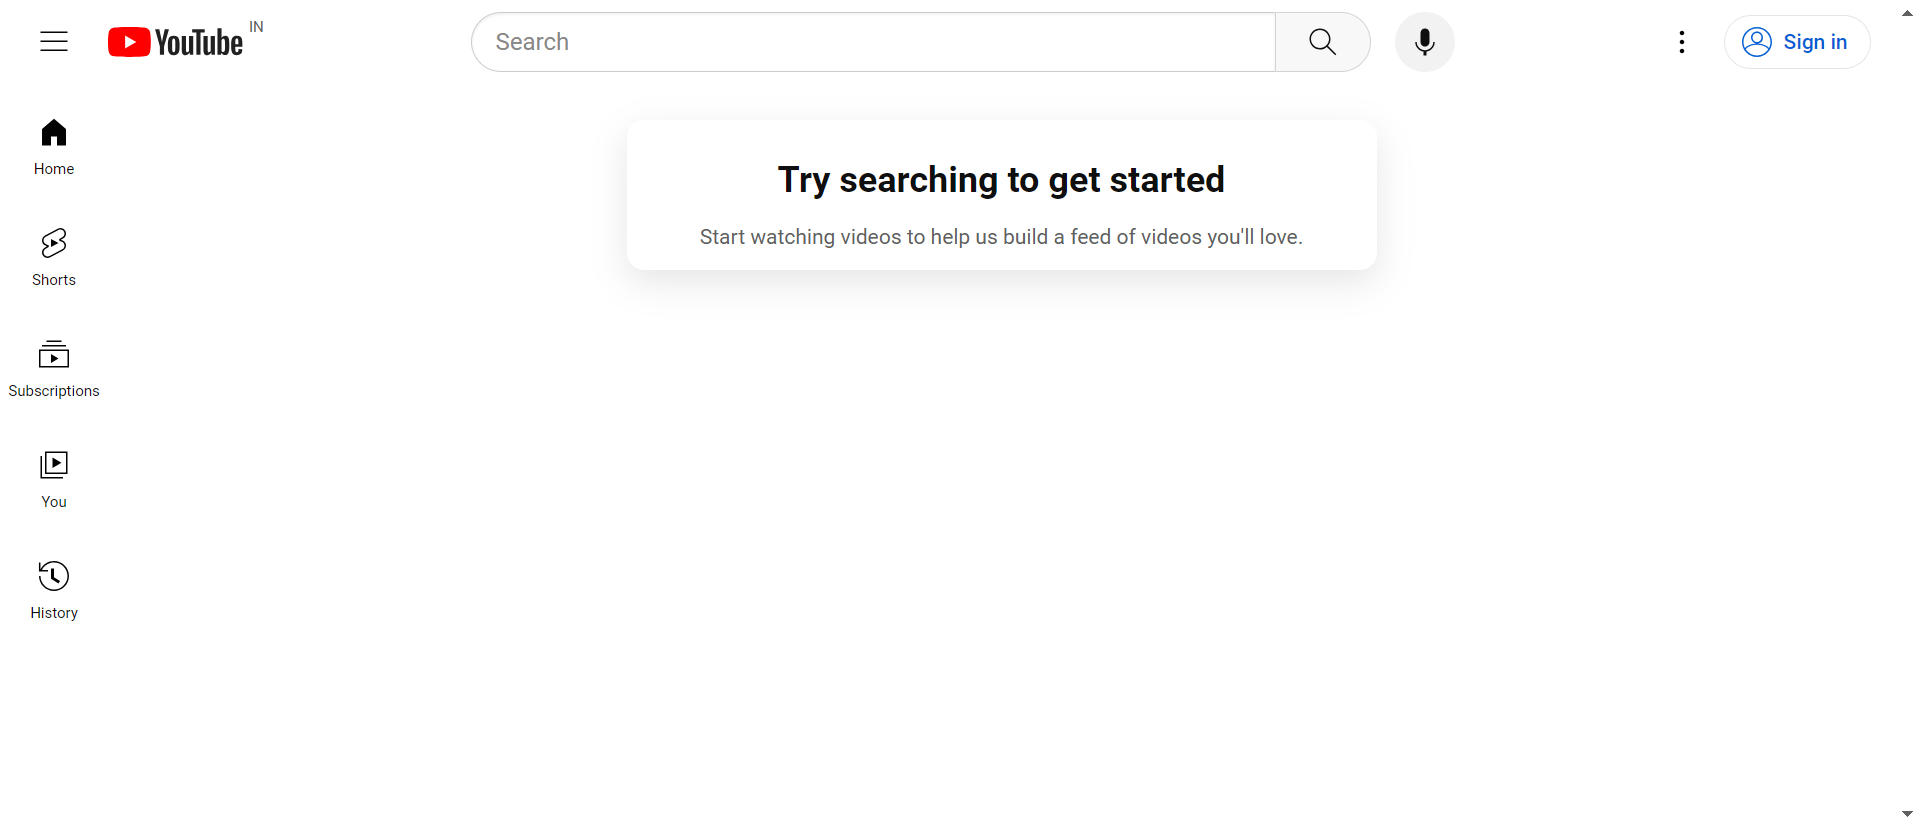 YouTube IN
Search
Sign in
Home
Shorts
Subscriptions
You
History
Try searching to get started
Start watching videos to help us build a feed of videos you'll love.